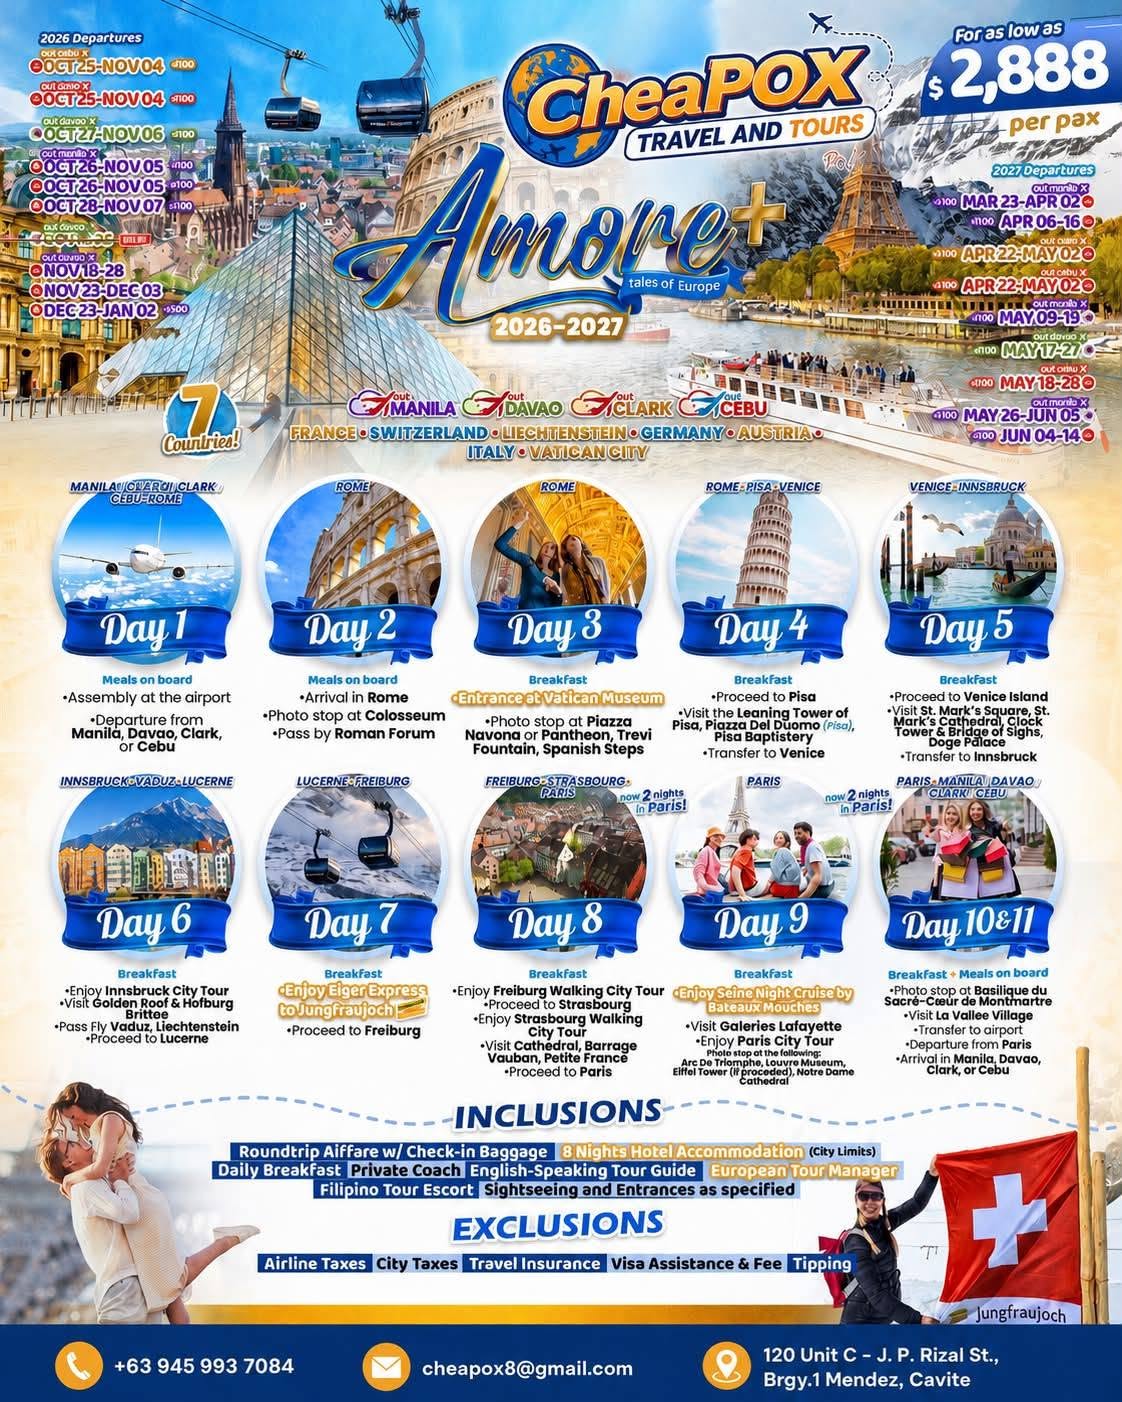 2026 Departures
out cebu
OCT 25-NOV 04 +$100
out davao
OCT 25-NOV 04 +$100
out davao
OCT 27-NOV 06 +$100
out manila
OCT 26-NOV 05 +$100
OCT 26-NOV 05 +$100
OCT 28-NOV 07 +$100
out davao
NOV 18-28
NOV 23-DEC 03
DEC 23-JAN 02 +$500
CheaPOX
TRAVEL AND TOURS
Amore+
tales of Europe
2026-2027
For as low as
$2,888
per pax
2027 Departures
out manila
+$100 MAR 23-APR 02
+$100 APR 06-16
+$100 APR 22-MAY 02
out cebu
+$100 APR 22-MAY 02
out manila
+$100 MAY 09-19
out davao
+$100 MAY 17-27
out cebu
+$100 MAY 18-28
out manila
+$100 MAY 26-JUN 05
+$100 JUN 04-14
7
Countries!
out MANILA out DAVAO out CLARK out CEBU
FRANCE • SWITZERLAND • LIECHTENSTEIN • GERMANY • AUSTRIA •
ITALY • VATICAN CITY
MANILA CLARK
CEBU-ROME
Day 1
Meals on board
•Assembly at the airport
•Departure from
Manila, Davao, Clark,
or Cebu
ROME
Day 2
Meals on board
•Arrival in Rome
•Photo stop at Colosseum
•Pass by Roman Forum
ROME
Day 3
Breakfast
•Entrance at Vatican Museum
•Photo stop at Piazza
Navona or Pantheon, Trevi
Fountain, Spanish Steps
ROME-PISA-VENICE
Day 4
Breakfast
•Proceed to Pisa
•Visit the Leaning Tower of
Pisa, Piazza Del Duomo (Pisa),
Pisa Baptistery
•Transfer to Venice
VENICE-INNSBRUCK
Day 5
Breakfast
•Proceed to Venice Island
•Visit St. Mark's Square, St.
Mark's Cathedral, Clock
Tower & Bridge of Sighs,
Doge Palace
•Transfer to Innsbruck
INNSBRUCK-VADUZ-LUCERNE
Day 6
Breakfast
•Enjoy Innsbruck City Tour
•Visit Golden Roof & Hofburg
Brittee
•Pass Fly Vaduz, Liechtenstein
•Proceed to Lucerne
LUCERNE-FREIBURG
Day 7
Breakfast
•Enjoy Eiger Express
to Jungfraujoch
•Proceed to Freiburg
FREIBURG-STRASBOURG-
PARIS
now 2 nights
in Paris!
Day 8
Breakfast
•Enjoy Freiburg Walking City Tour
•Proceed to Strasbourg
•Enjoy Strasbourg Walking
City Tour
•Visit Cathedral, Barrage
Vauban, Petite France
•Proceed to Paris
PARIS
now 2 nights
in Paris!
Day 9
Breakfast
•Enjoy Seine Night Cruise by
Bateaux Mouches
•Visit Galeries Lafayette
•Enjoy Paris City Tour
Photo stop at the following:
Arc De Triomphe, Louvre Museum,
Eiffel Tower (if proceeded), Notre Dame
Cathedral
PARIS-MANILA DAVAO
CLARK CEBU
Day 10&11
Breakfast + Meals on board
•Photo stop at Basilique du
Sacré-Cœur de Montmartre
•Visit La Vallee Village
•Transfer to airport
•Departure from Paris
•Arrival in Manila, Davao,
Clark, or Cebu
INCLUSIONS
Roundtrip Aiffare w/ Check-in Baggage 8 Nights Hotel Accommodation (City Limits)
Daily Breakfast Private Coach English-Speaking Tour Guide European Tour Manager
Filipino Tour Escort Sightseeing and Entrances as specified
EXCLUSIONS
Airline Taxes City Taxes Travel Insurance Visa Assistance & Fee Tipping
Jungfraujoch
+63 945 993 7084
cheapox8@gmail.com
120 Unit C - J. P. Rizal St.,
Brgy.1 Mendez, Cavite